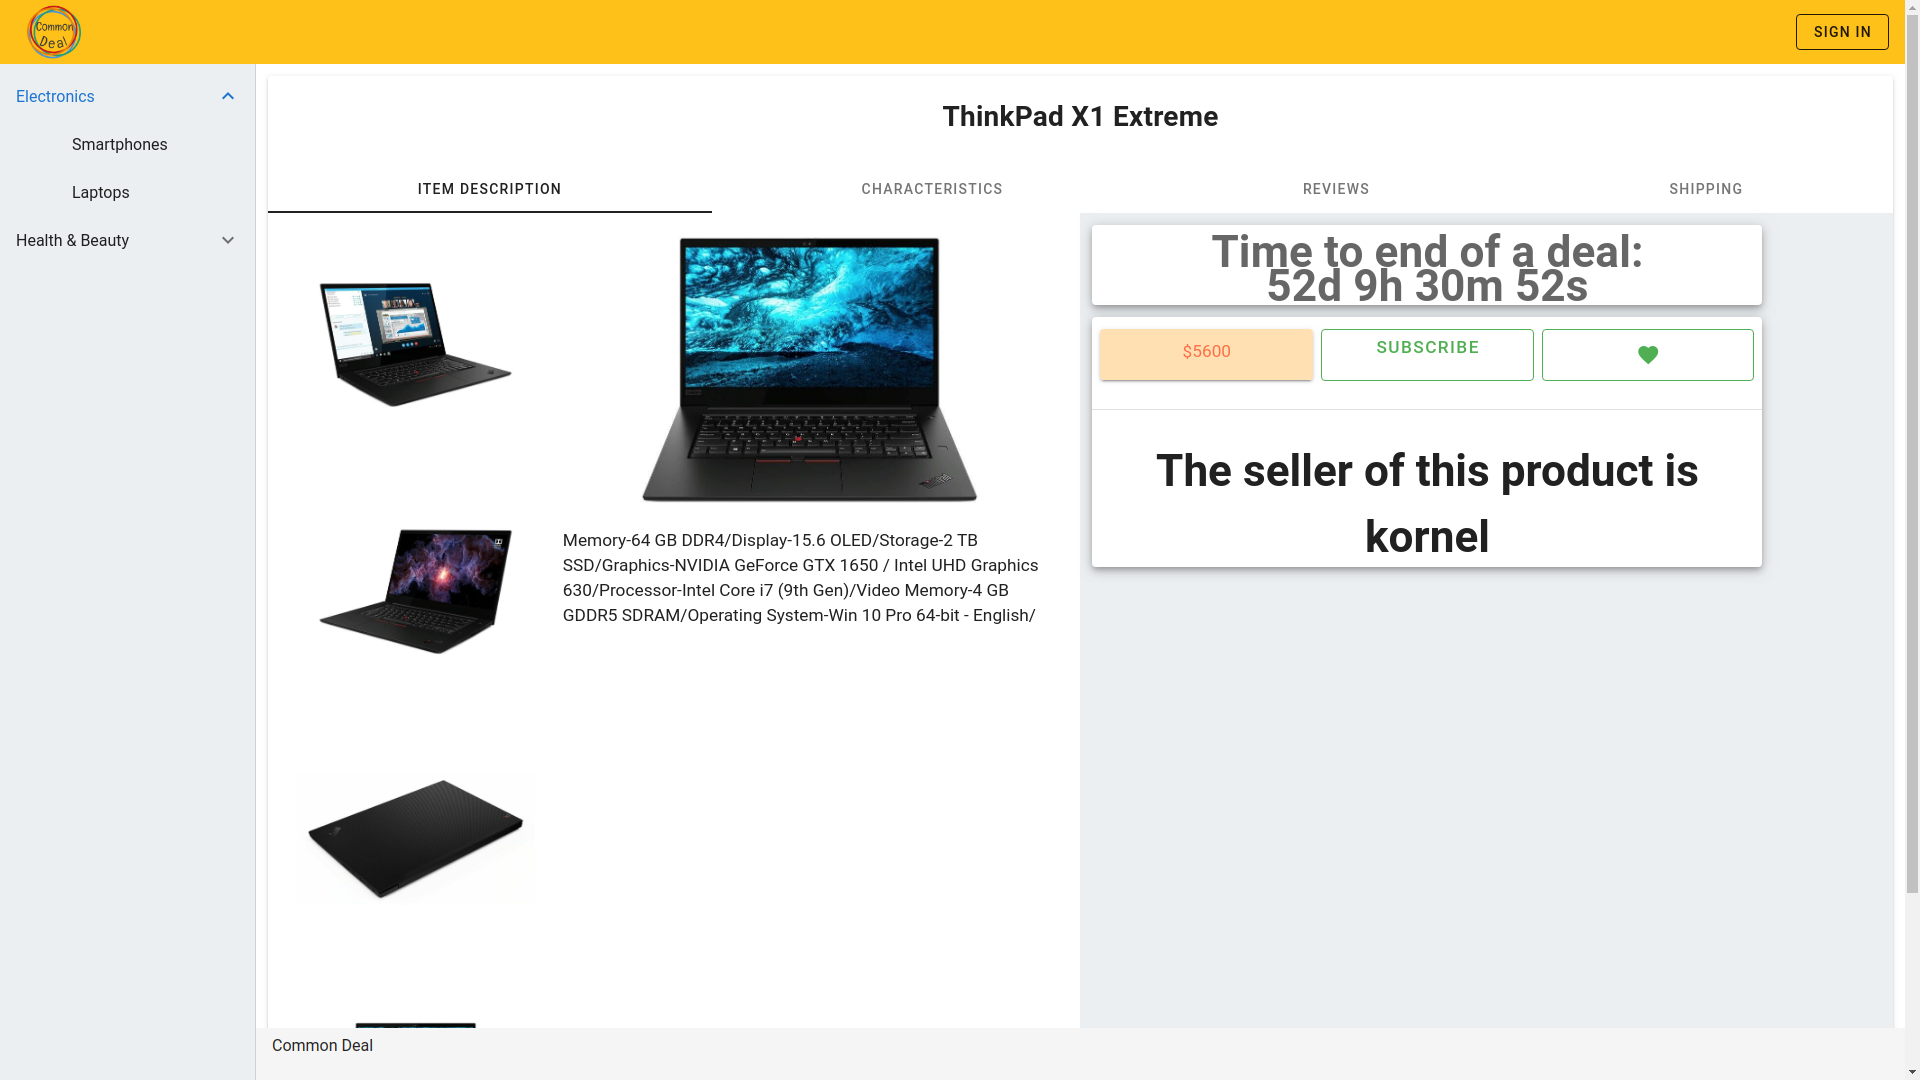 Common
Deal
SIGN IN
Electronics
Smartphones
Laptops
Health & Beauty
ThinkPad X1 Extreme
ITEM DESCRIPTION
CHARACTERISTICS
REVIEWS
SHIPPING
Memory-64 GB DDR4/Display-15.6 OLED/Storage-2 TB
SSD/Graphics-NVIDIA GeForce GTX 1650 / Intel UHD Graphics
630/Processor-Intel Core i7 (9th Gen)/Video Memory-4 GB
GDDR5 SDRAM/Operating System-Win 10 Pro 64-bit - English/
Time to end of a deal:
52d 9h 30m 52s
$5600
SUBSCRIBE
The seller of this product is
kornel
Common Deal